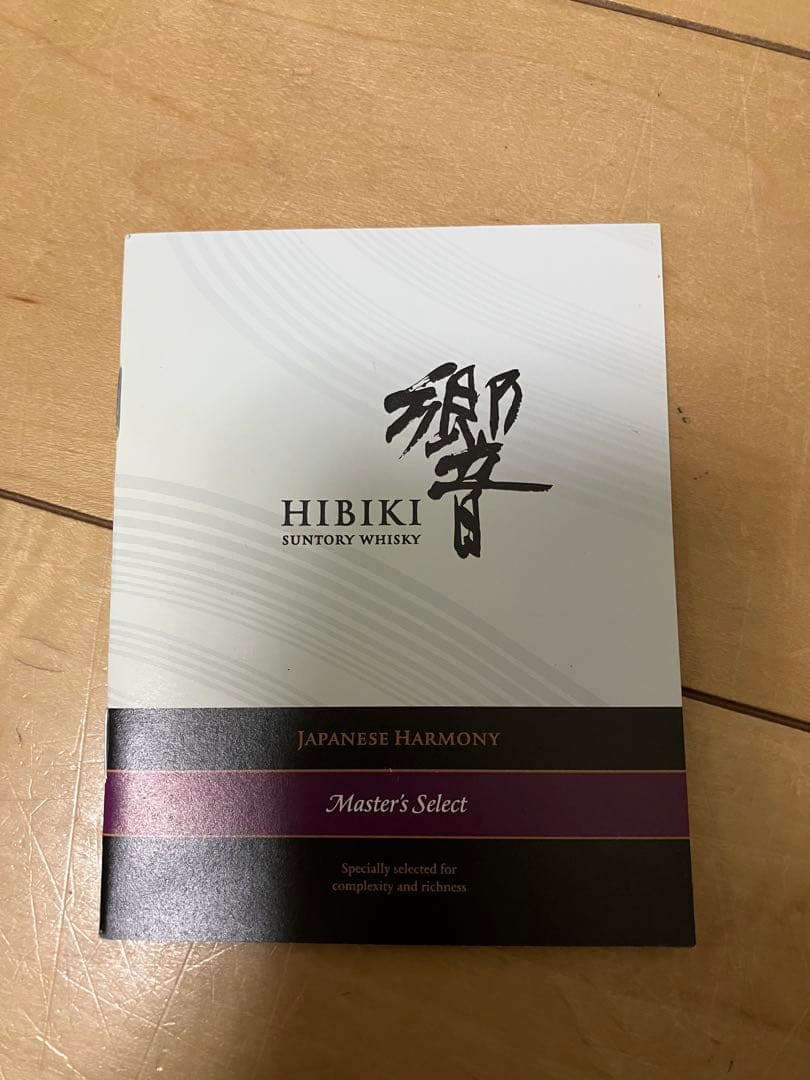 響
HIBIKI
SUNTORY WHISKY
JAPANESE HARMONY
Master's Select
Specially selected for
complexity and richness